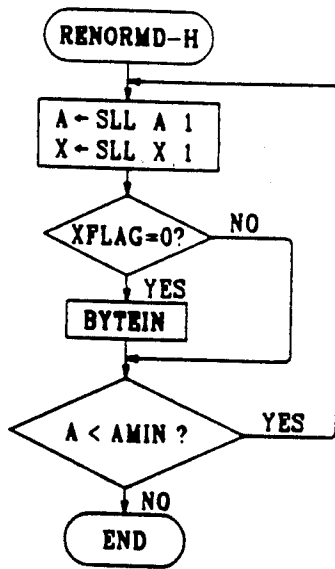 RENORMD-H
A←SLL A 1
X←SLL X 1
XFLAG=0?
NO
YES
BYTEIN
A < AMIN ?
YES
NO
END